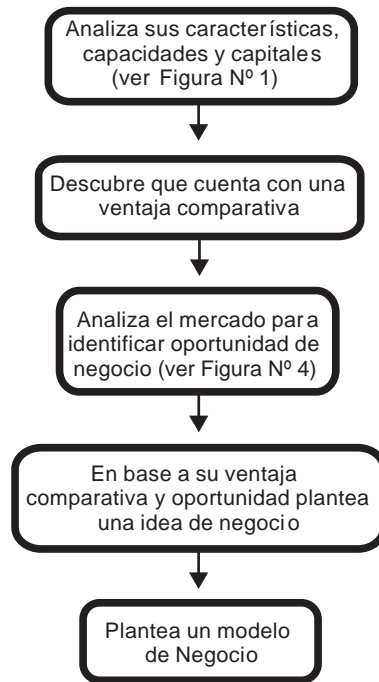 Analiza sus características,
capacidades y capitales
(ver Figura Nº 1)
Descubre que cuenta con una
ventaja comparativa
Analiza el mercado para
identificar oportunidad de
negocio (ver Figura Nº 4)
En base a su ventaja
comparativa y oportunidad plantea
una idea de negocio
Plantea un modelo
de Negocio